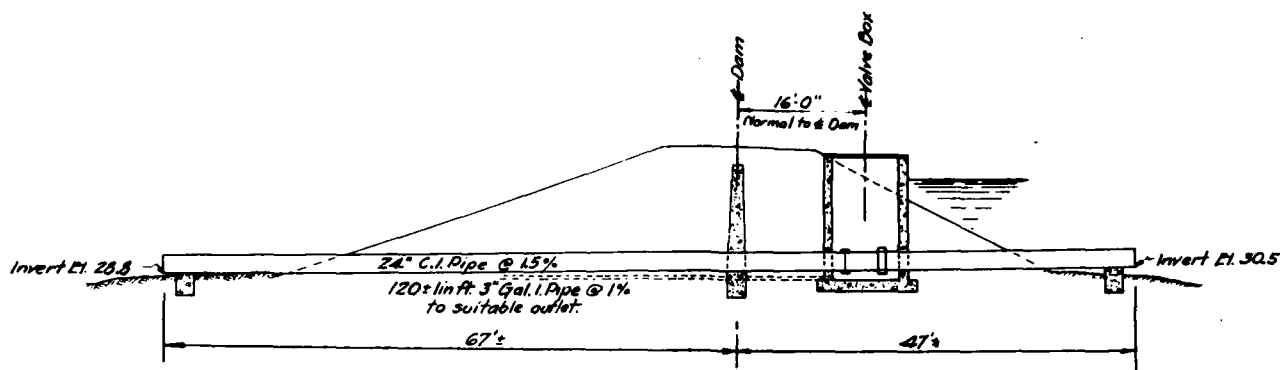 ℄ Dam
℄ Valve Box
16'-0"
Normal to ℄ Dam
Invert El. 28.8
24" C.I. Pipe @ 1.5%
Invert El. 30.5
120± lin ft. 3" Gal. I. Pipe @ 1%
to suitable outlet.
67'±
47'±